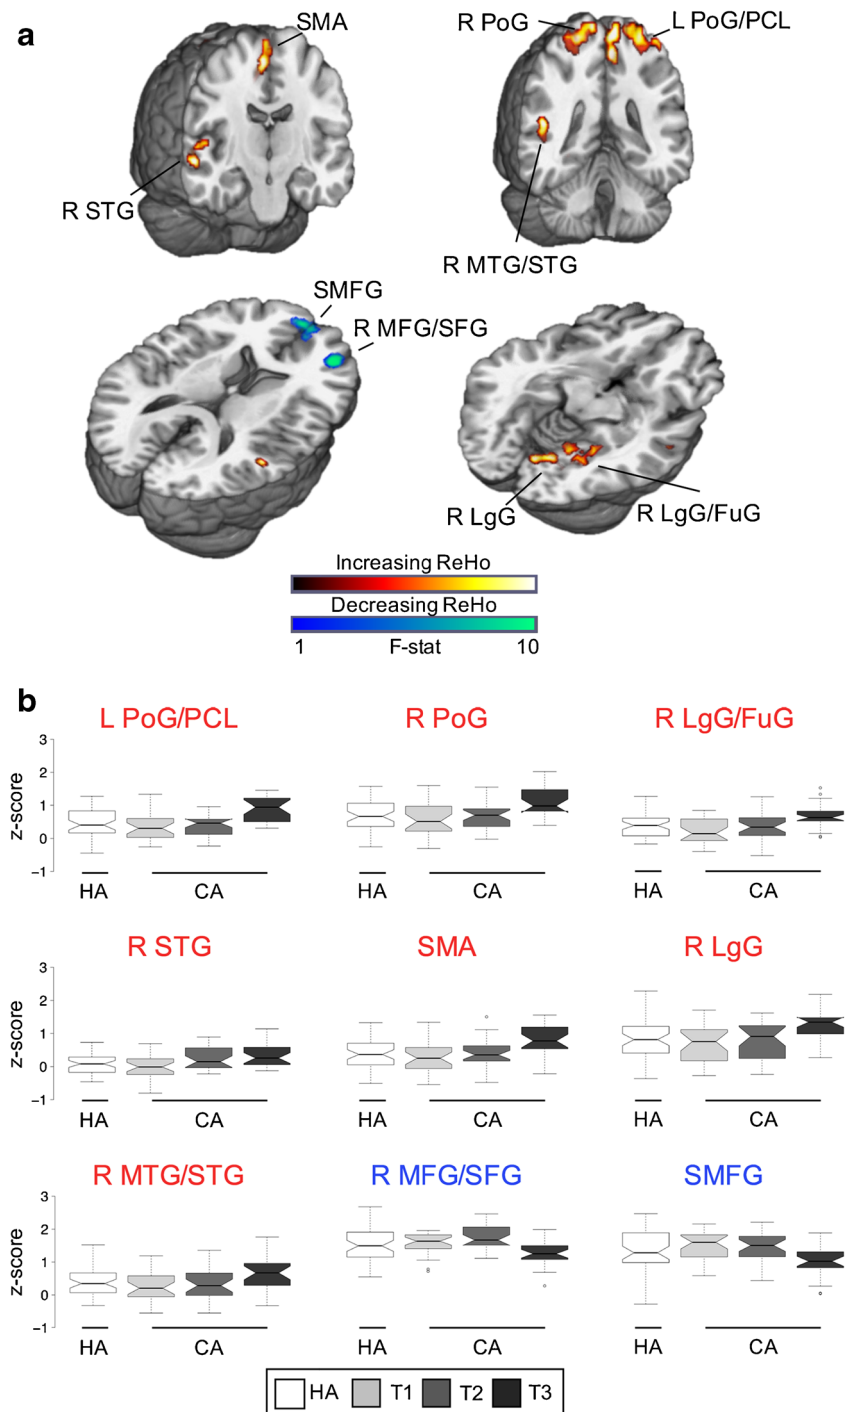 a
SMA
R PoG
L PoG/PCL
R STG
R MTG/STG
SMFG
R MFG/SFG
R LgG
R LgG/FuG
Increasing ReHo
Decreasing ReHo
1 F-stat 10
b
L PoG/PCL R PoG R LgG/FuG
z-score
3
2
1
0
−1
HA CA HA CA HA CA
R STG SMA R LgG
z-score
3
2
1
0
−1
HA CA HA CA HA CA
R MTG/STG R MFG/SFG SMFG
z-score
3
2
1
0
−1
HA CA HA CA HA CA
HA T1 T2 T3